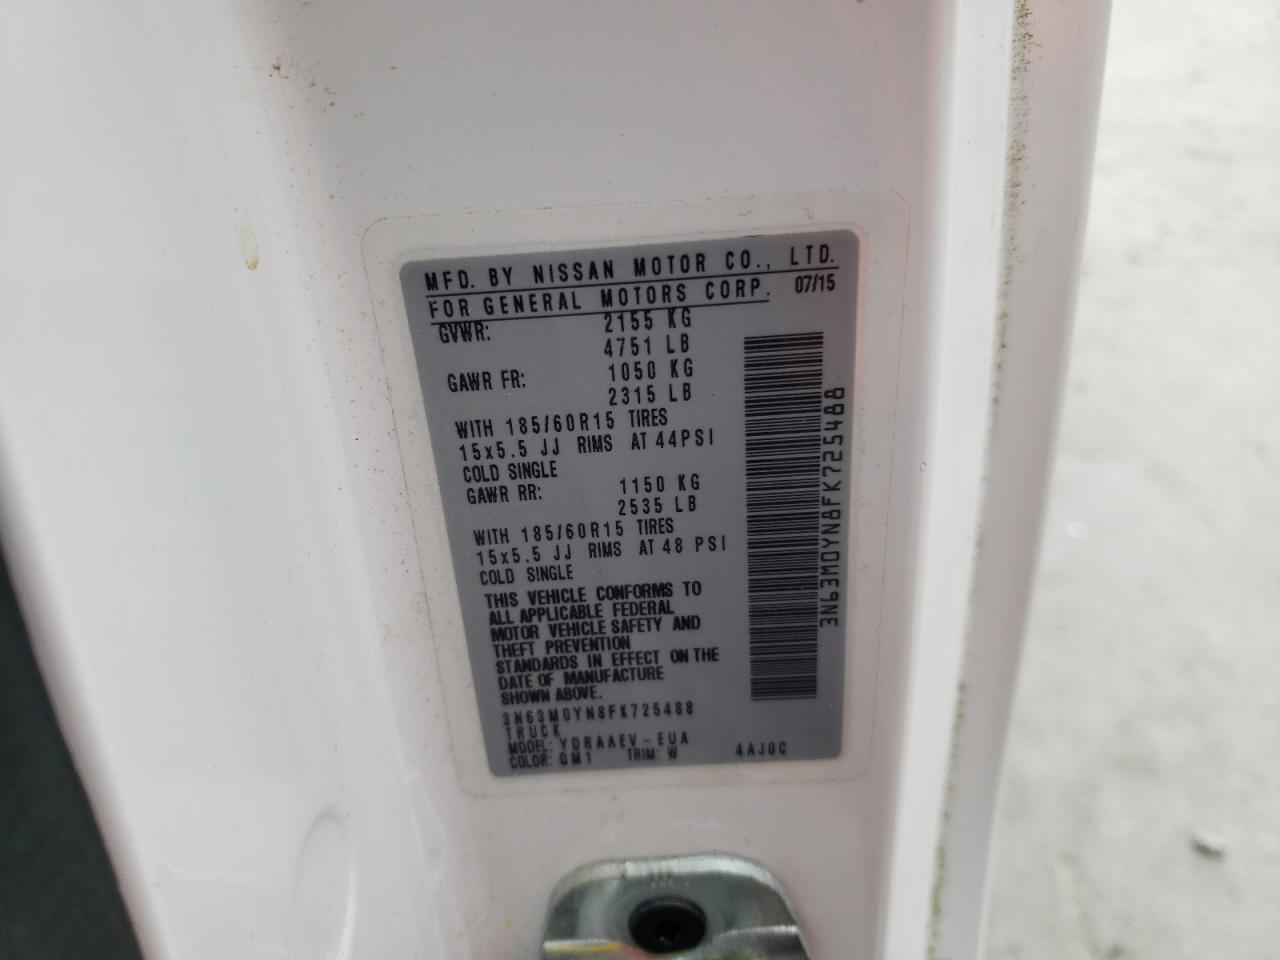 MFD. BY NISSAN MOTOR CO., LTD.
FOR GENERAL MOTORS CORP. 07/15
GVWR: 2155 KG
4751 LB
GAWR FR: 1050 KG
2315 LB
WITH 185/60R15 TIRES
15x5.5 JJ RIMS AT 44PSI
COLD SINGLE
GAWR RR: 1150 KG
2535 LB
WITH 185/60R15 TIRES
15x5.5 JJ RIMS AT 48 PSI
COLD SINGLE
THIS VEHICLE CONFORMS TO
ALL APPLICABLE FEDERAL
MOTOR VEHICLE SAFETY AND
THEFT PREVENTION
STANDARDS IN EFFECT ON THE
DATE OF MANUFACTURE
SHOWN ABOVE.
3N63M0YN8FK725488
TRUCK
MODEL: YDRAAEV-EUA
COLOR: QM1 TRIM: W 4AJ0C
3N63M0YN8FK725488